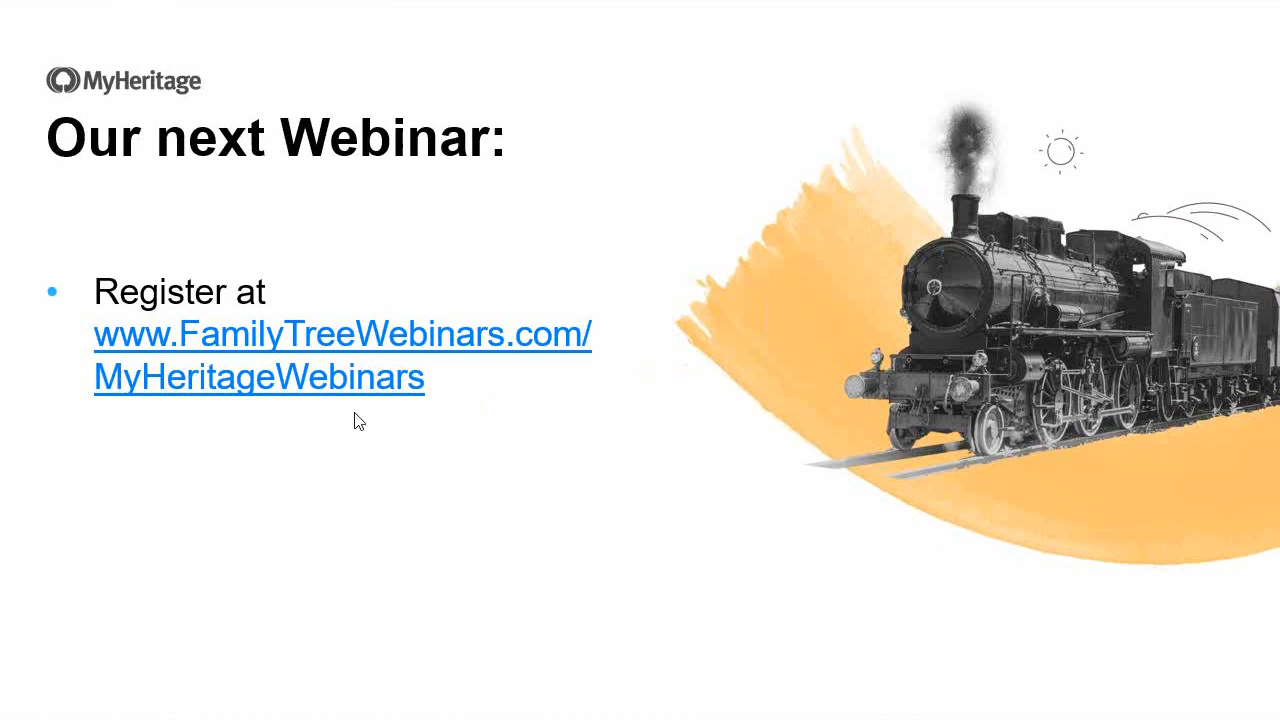 MyHeritage
Our next Webinar:
• Register at
www.FamilyTreeWebinars.com/
MyHeritageWebinars